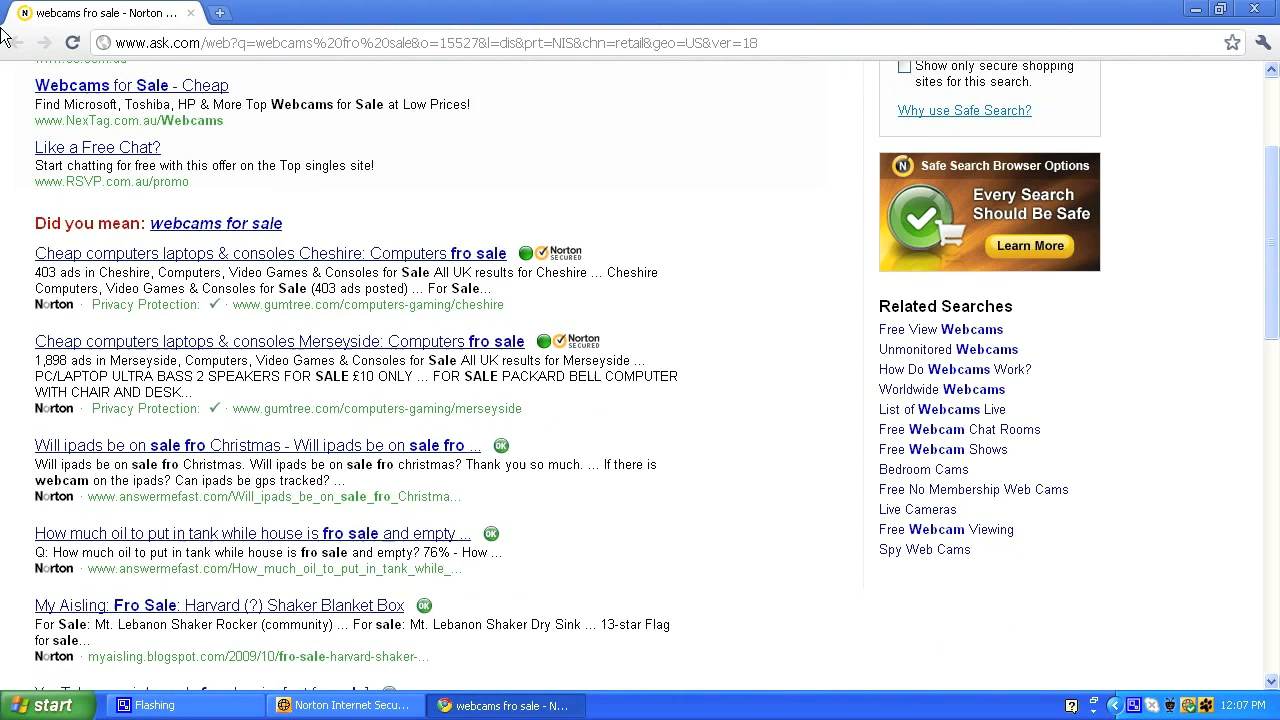 webcams fro sale - Norton ...
www.ask.com/web?q=webcams%20fro%20sale&o=15527&l=dis&prt=NIS&chn=retail&geo=US&ver=18
Webcams for Sale - Cheap
Find Microsoft, Toshiba, HP & More Top Webcams for Sale at Low Prices!
www.NexTag.com.au/Webcams
Like a Free Chat?
Start chatting for free with this offer on the Top singles site!
www.RSVP.com.au/promo
Did you mean: webcams for sale
Cheap computers laptops & consoles Cheshire: Computers fro sale Norton SECURED
403 ads in Cheshire, Computers, Video Games & Consoles for Sale All UK results for Cheshire ... Cheshire
Computers, Video Games & Consoles for Sale (403 ads posted) ... For Sale...
Norton · Privacy Protection: ✓ · www.gumtree.com/computers-gaming/cheshire
Cheap computers laptops & consoles Merseyside: Computers fro sale Norton SECURED
1,898 ads in Merseyside, Computers, Video Games & Consoles for Sale All UK results for Merseyside ...
PC/LAPTOP ULTRA BASS 2 SPEAKERS FOR SALE £10 ONLY ... FOR SALE PACKARD BELL COMPUTER
WITH CHAIR AND DESK...
Norton · Privacy Protection: ✓ · www.gumtree.com/computers-gaming/merseyside
Will ipads be on sale fro Christmas - Will ipads be on sale fro ... OK
Will ipads be on sale fro Christmas. Will ipads be on sale fro christmas? Thank you so much. ... If there is
webcam on the ipads? Can ipads be gps tracked? ...
Norton · www.answermefast.com/Will_ipads_be_on_sale_fro_Christma...
How much oil to put in tank while house is fro sale and empty ... OK
Q: How much oil to put in tank while house is fro sale and empty? 76% - How ...
Norton · www.answermefast.com/How_much_oil_to_put_in_tank_while_...
My Aisling: Fro Sale: Harvard (?) Shaker Blanket Box OK
For Sale: Mt. Lebanon Shaker Rocker (community) ... For sale: Mt. Lebanon Shaker Dry Sink ... 13-star Flag
for sale...
Norton · myaisling.blogspot.com/2009/10/fro-sale-harvard-shaker-...
Show only secure shopping
sites for this search.
Why use Safe Search?
Safe Search Browser Options
Every Search
Should Be Safe
Learn More
Related Searches
Free View Webcams
Unmonitored Webcams
How Do Webcams Work?
Worldwide Webcams
List of Webcams Live
Free Webcam Chat Rooms
Free Webcam Shows
Bedroom Cams
Free No Membership Web Cams
Live Cameras
Free Webcam Viewing
Spy Web Cams
start
Flashing
Norton Internet Secu...
webcams fro sale - N...
12:07 PM